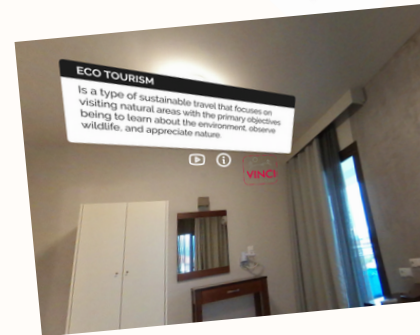 ECO TOURISM
Is a type of sustainable travel that focuses on
visiting natural areas with the primary objectives
being to learn about the environment, observe
wildlife, and appreciate nature.
VINCI